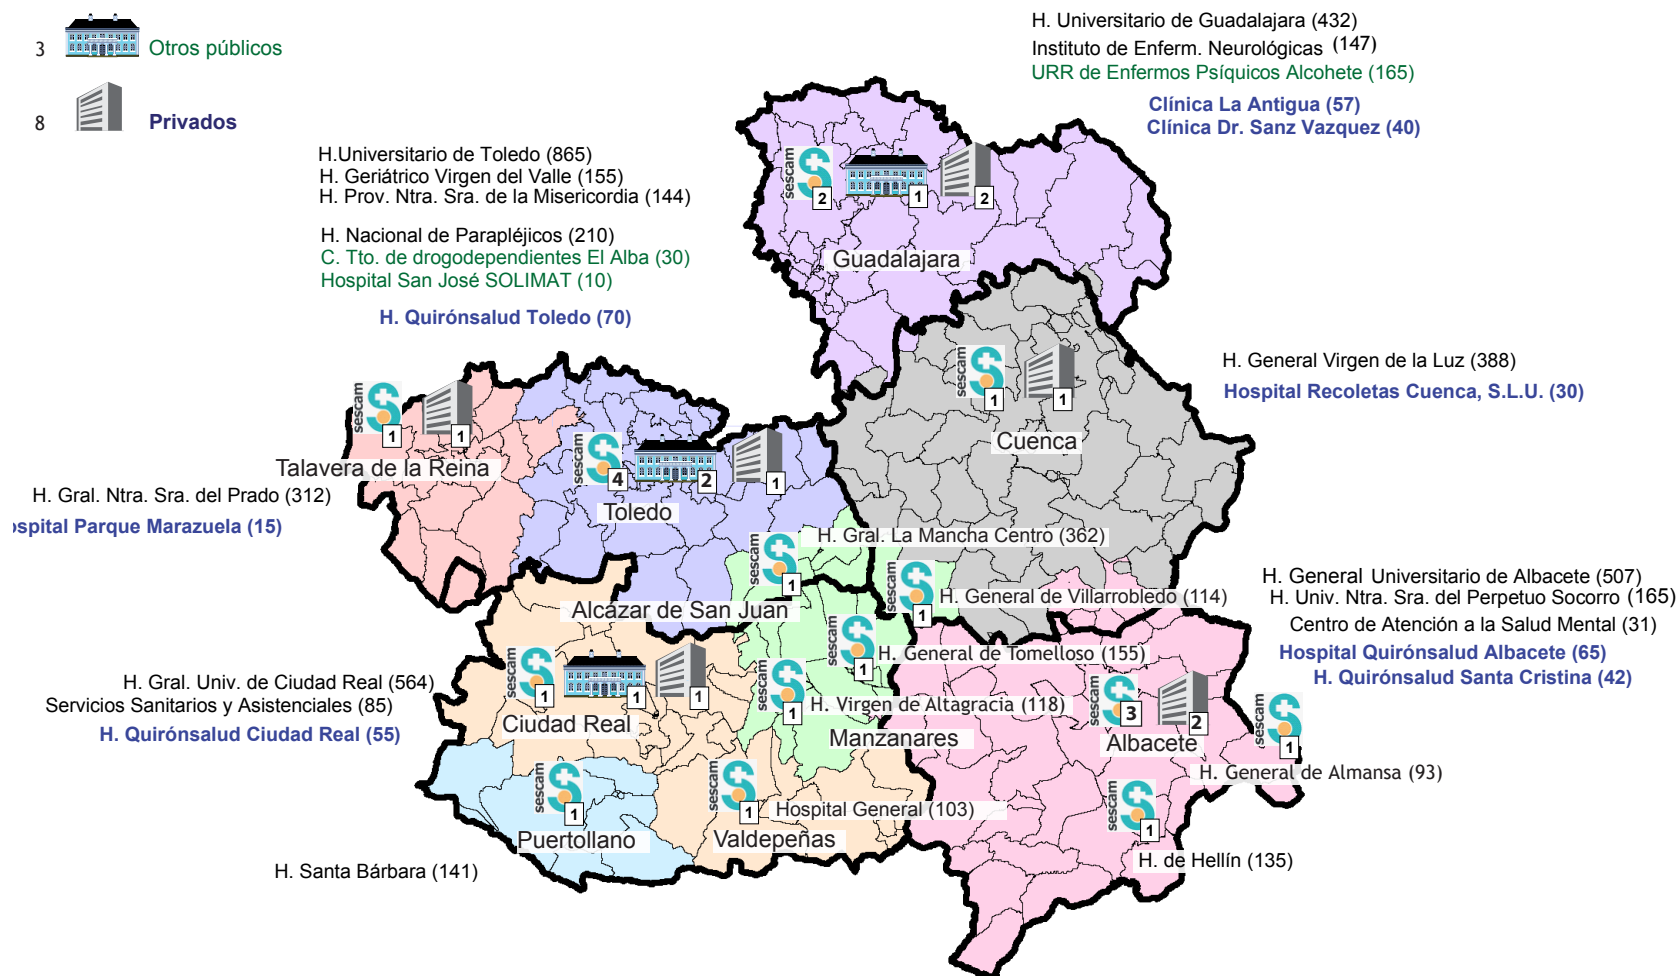 3 Otros públicos
8 Privados
H. Universitario de Guadalajara (432)
Instituto de Enferm. Neurológicas (147)
URR de Enfermos Psíquicos Alcohete (165)
Clínica La Antigua (57)
Clínica Dr. Sanz Vazquez (40)
H.Universitario de Toledo (865)
H. Geriátrico Virgen del Valle (155)
H. Prov. Ntra. Sra. de la Misericordia (144)
H. Nacional de Parapléjicos (210)
C. Tto. de drogodependientes El Alba (30)
Hospital San José SOLIMAT (10)
H. Quirónsalud Toledo (70)
sescam 2 1 2
Guadalajara
H. General Virgen de la Luz (388)
Hospital Recoletas Cuenca, S.L.U. (30)
sescam 1 1
Cuenca
sescam 1 1
Talavera de la Reina
H. Gral. Ntra. Sra. del Prado (312)
ospital Parque Marazuela (15)
sescam 4 2 1
Toledo
H. Gral. La Mancha Centro (362)
sescam 1
Alcázar de San Juan
sescam 1
H. General de Villarrobledo (114)
H. General Universitario de Albacete (507)
H. Univ. Ntra. Sra. del Perpetuo Socorro (165)
Centro de Atención a la Salud Mental (31)
Hospital Quirónsalud Albacete (65)
H. Quirónsalud Santa Cristina (42)
sescam 1
H. General de Tomelloso (155)
H. Gral. Univ. de Ciudad Real (564)
Servicios Sanitarios y Asistenciales (85)
H. Quirónsalud Ciudad Real (55)
sescam 1 1 1
Ciudad Real
sescam 1
H. Virgen de Altagracia (118)
Manzanares
sescam 3 2
Albacete
sescam 1
H. General de Almansa (93)
sescam 1
Puertollano
H. Santa Bárbara (141)
sescam 1
Hospital General (103)
Valdepeñas
sescam 1
H. de Hellín (135)